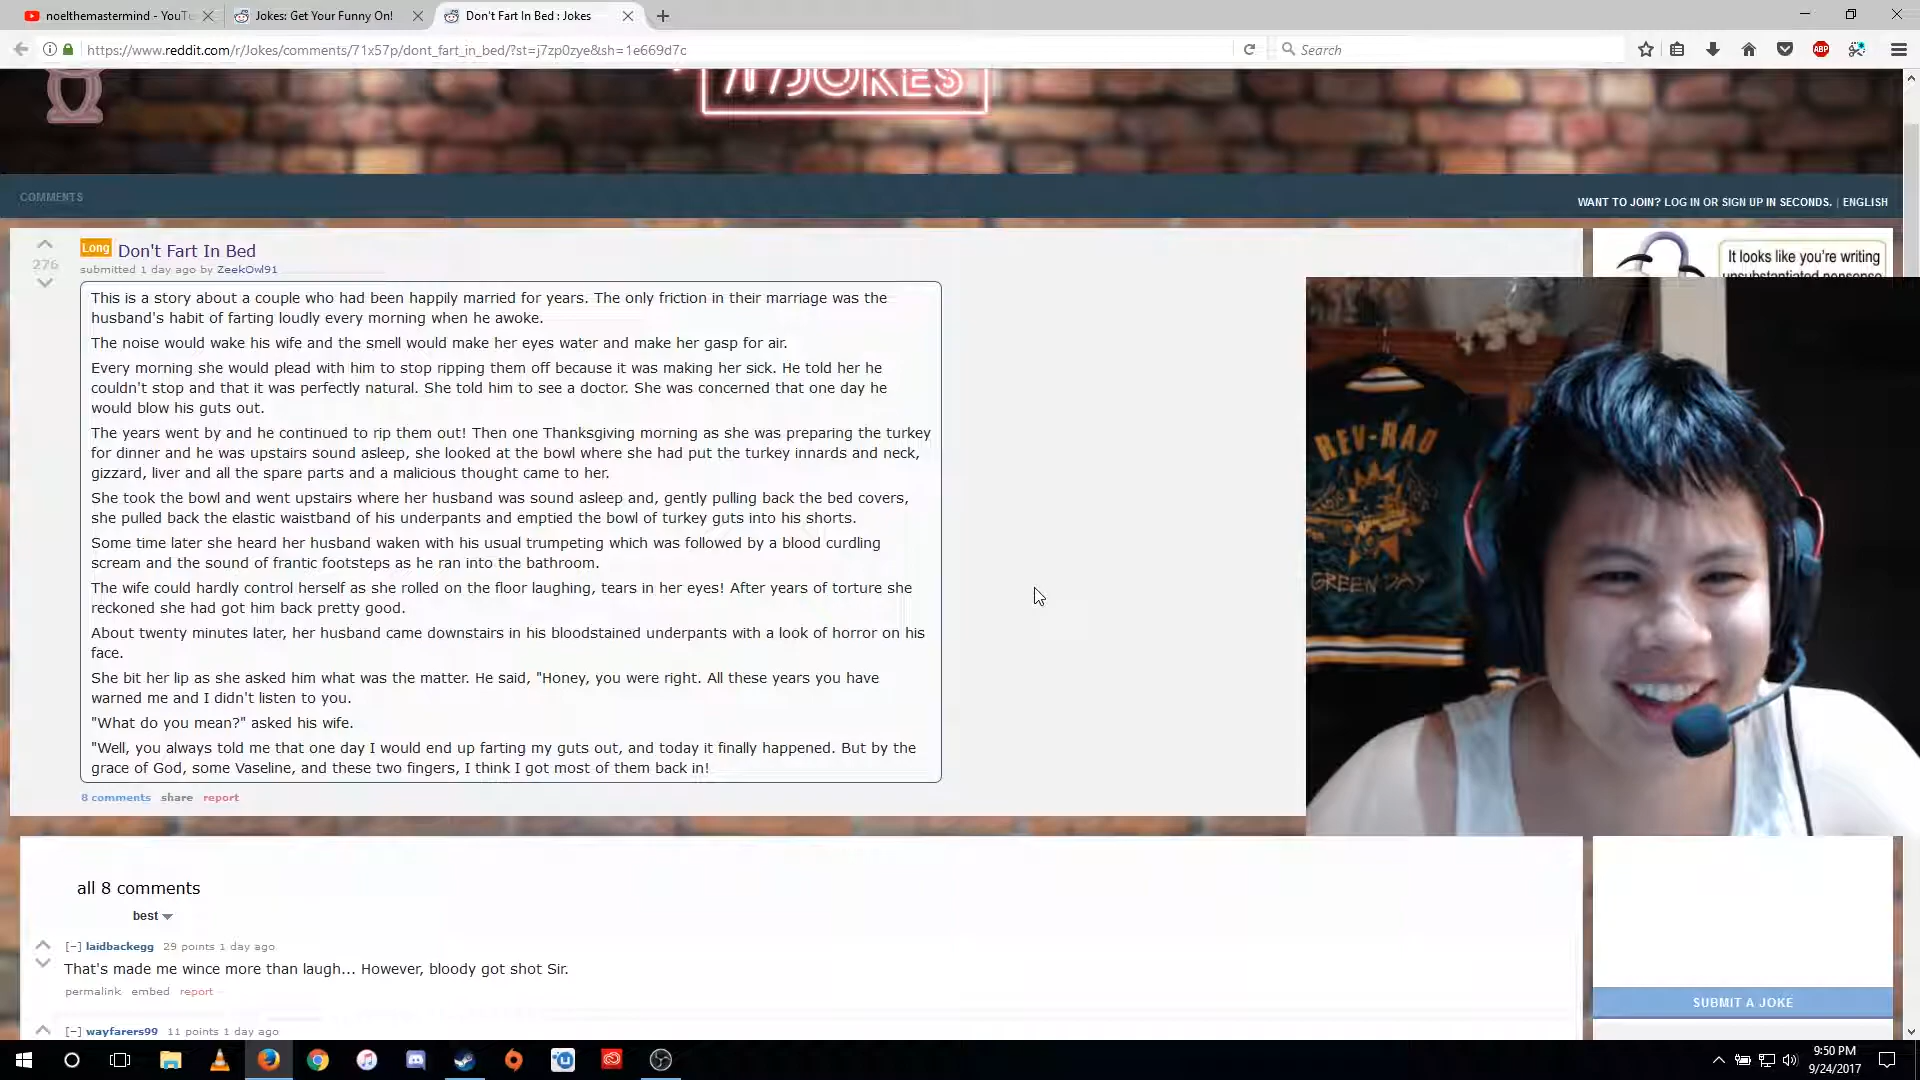 noelthemastermind - YouT
Jokes: Get Your Funny On!
Don't Fart In Bed : Jokes
https://www.reddit.com/r/Jokes/comments/71x57p/dont_fart_in_bed/?st=j7zp0zye&sh=1e669d7c
Search
ABP
/r/JOKES
COMMENTS
WANT TO JOIN? LOG IN OR SIGN UP IN SECONDS. | ENGLISH
Long Don't Fart In Bed
276
submitted 1 day ago by ZeekOwl91
It looks like you're writing
unsubstantiated nonsense
This is a story about a couple who had been happily married for years. The only friction in their marriage was the
husband's habit of farting loudly every morning when he awoke.
The noise would wake his wife and the smell would make her eyes water and make her gasp for air.
Every morning she would plead with him to stop ripping them off because it was making her sick. He told her he
couldn't stop and that it was perfectly natural. She told him to see a doctor. She was concerned that one day he
would blow his guts out.
The years went by and he continued to rip them out! Then one Thanksgiving morning as she was preparing the turkey
for dinner and he was upstairs sound asleep, she looked at the bowl where she had put the turkey innards and neck,
gizzard, liver and all the spare parts and a malicious thought came to her.
She took the bowl and went upstairs where her husband was sound asleep and, gently pulling back the bed covers,
she pulled back the elastic waistband of his underpants and emptied the bowl of turkey guts into his shorts.
Some time later she heard her husband waken with his usual trumpeting which was followed by a blood curdling
scream and the sound of frantic footsteps as he ran into the bathroom.
The wife could hardly control herself as she rolled on the floor laughing, tears in her eyes! After years of torture she
reckoned she had got him back pretty good.
About twenty minutes later, her husband came downstairs in his bloodstained underpants with a look of horror on his
face.
She bit her lip as she asked him what was the matter. He said, "Honey, you were right. All these years you have
warned me and I didn't listen to you.
"What do you mean?" asked his wife.
"Well, you always told me that one day I would end up farting my guts out, and today it finally happened. But by the
grace of God, some Vaseline, and these two fingers, I think I got most of them back in!
8 comments share report
REV-RAD
GREEN DAY
all 8 comments
best
[–] laidbackegg 29 points 1 day ago
That's made me wince more than laugh... However, bloody got shot Sir.
permalink embed report
[–] wayfarers99 11 points 1 day ago
SUBMIT A JOKE
9:50 PM
9/24/2017